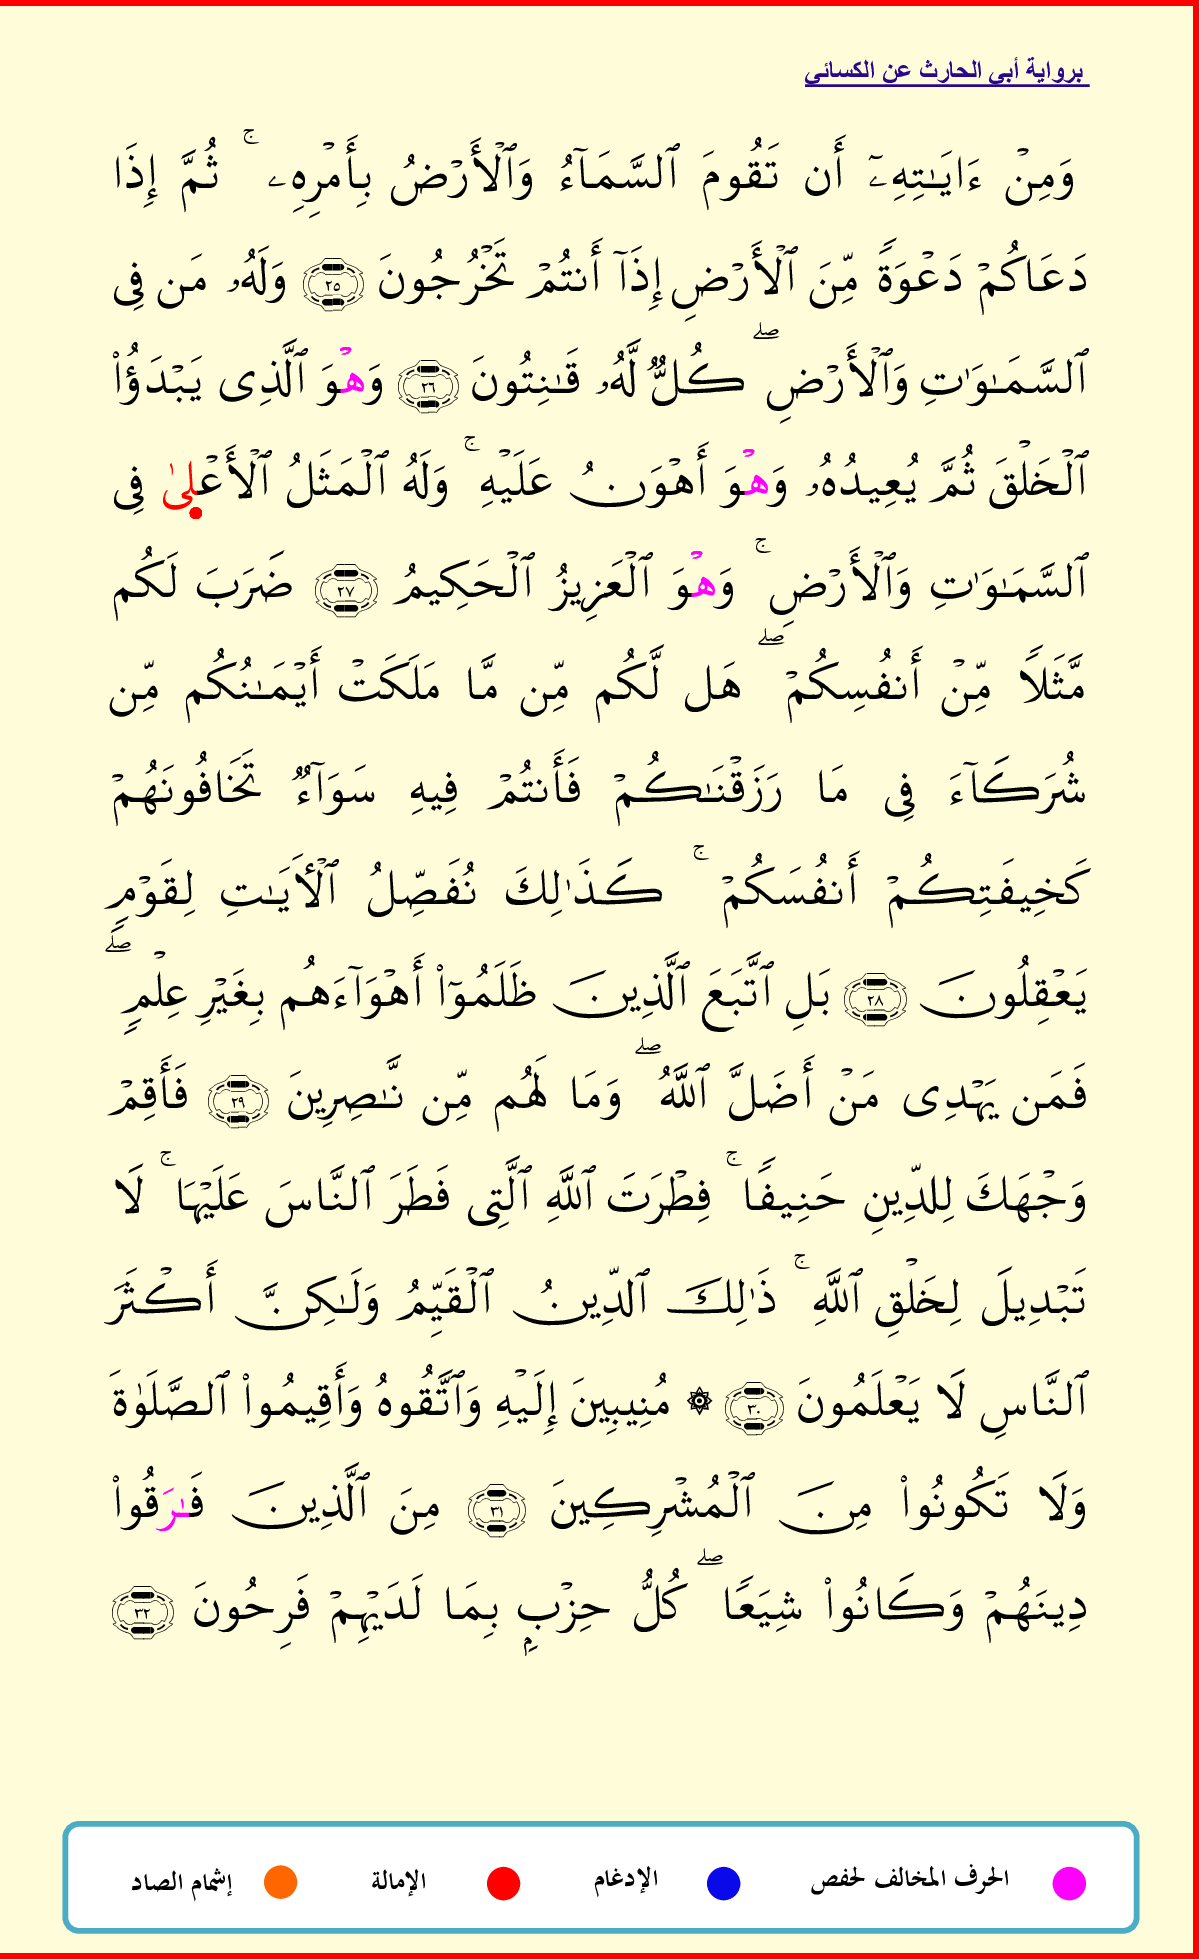 برواية أبي الحارث عن الكسائي
وَمِنْ ءَايَـٰتِهِۦٓ أَن تَقُومَ ٱلسَّمَآءُ وَٱلْأَرْضُ بِأَمْرِهِۦ ۚ ثُمَّ إِذَا
دَعَاكُمْ دَعْوَةً مِّنَ ٱلْأَرْضِ إِذَآ أَنتُمْ تَخْرُجُونَ ٢٥ وَلَهُۥ مَن فِى
ٱلسَّمَـٰوَٰتِ وَٱلْأَرْضِ ۖ كُلٌّ لَّهُۥ قَـٰنِتُونَ ٢٦ وَهْوَ ٱلَّذِى يَبْدَؤُا۟
ٱلْخَلْقَ ثُمَّ يُعِيدُهُۥ وَهْوَ أَهْوَنُ عَلَيْهِ ۚ وَلَهُ ٱلْمَثَلُ ٱلْأَعْلىٰ فِى
ٱلسَّمَـٰوَٰتِ وَٱلْأَرْضِ ۚ وَهْوَ ٱلْعَزِيزُ ٱلْحَكِيمُ ٢٧ ضَرَبَ لَكُم
مَّثَلًا مِّنْ أَنفُسِكُمْ ۖ هَل لَّكُم مِّن مَّا مَلَكَتْ أَيْمَـٰنُكُم مِّن
شُرَكَآءَ فِى مَا رَزَقْنَـٰكُمْ فَأَنتُمْ فِيهِ سَوَآءٌ تَخَافُونَهُمْ
كَخِيفَتِكُمْ أَنفُسَكُمْ ۚ كَذَٰلِكَ نُفَصِّلُ ٱلْأَيَـٰتِ لِقَوْمٍ
يَعْقِلُونَ ٢٨ بَلِ ٱتَّبَعَ ٱلَّذِينَ ظَلَمُوٓا۟ أَهْوَآءَهُم بِغَيْرِ عِلْمٍ ۖ
فَمَن يَهْدِى مَنْ أَضَلَّ ٱللَّهُ ۖ وَمَا لَهُم مِّن نَّـٰصِرِينَ ٢٩ فَأَقِمْ
وَجْهَكَ لِلدِّينِ حَنِيفًا ۚ فِطْرَتَ ٱللَّهِ ٱلَّتِى فَطَرَ ٱلنَّاسَ عَلَيْهَا ۚ لَا
تَبْدِيلَ لِخَلْقِ ٱللَّهِ ۚ ذَٰلِكَ ٱلدِّينُ ٱلْقَيِّمُ وَلَـٰكِنَّ أَكْثَرَ
ٱلنَّاسِ لَا يَعْلَمُونَ ٣٠ ۞ مُنِيبِينَ إِلَيْهِ وَٱتَّقُوهُ وَأَقِيمُوا۟ ٱلصَّلَوٰةَ
وَلَا تَكُونُوا۟ مِنَ ٱلْمُشْرِكِينَ ٣١ مِنَ ٱلَّذِينَ فَـٰرَقُوا۟
دِينَهُمْ وَكَانُوا۟ شِيَعًا ۖ كُلُّ حِزْبٍۭ بِمَا لَدَيْهِمْ فَرِحُونَ ٣٢
الحرف المخالف لحفص الإدغام الإمالة إشمام الصاد